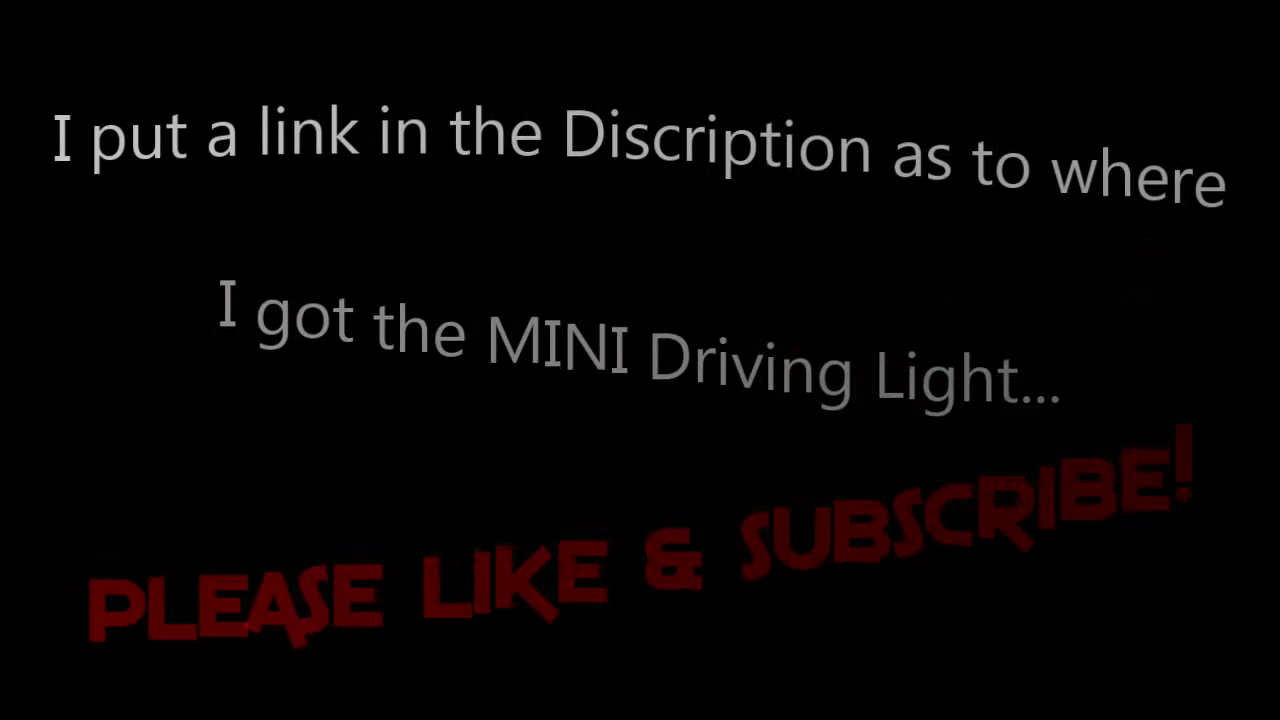 I put a link in the Discription as to where
I got the MINI Driving Light...
PLEASE LIKE & SUBSCRIBE!